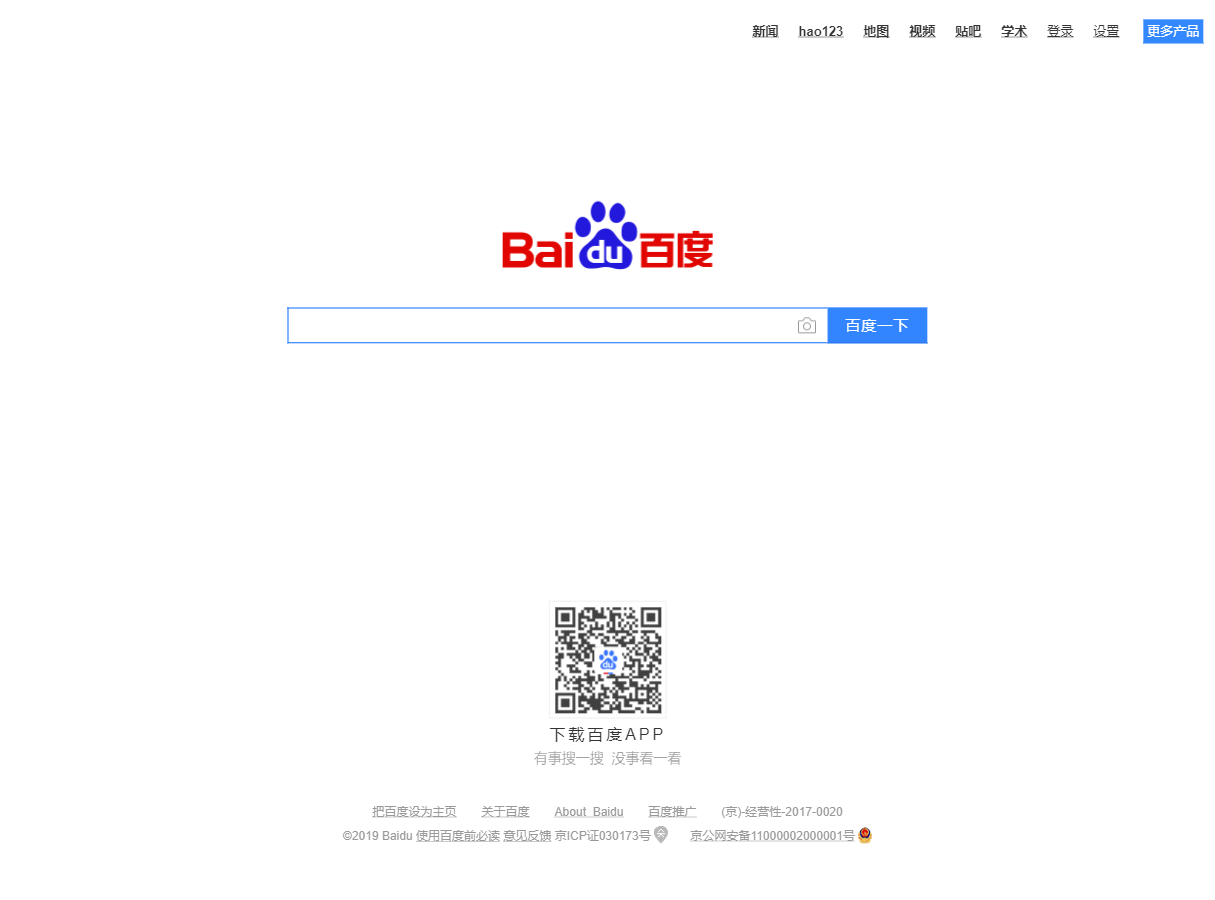 新闻 hao123 地图 视频 贴吧 学术 登录 设置 更多产品
Bai du 百度
百度一下
du
下载百度APP
有事搜一搜 没事看一看
把百度设为主页 关于百度 About Baidu 百度推广 (京)-经营性-2017-0020
©2019 Baidu 使用百度前必读 意见反馈 京ICP证030173号 京公网安备11000002000001号